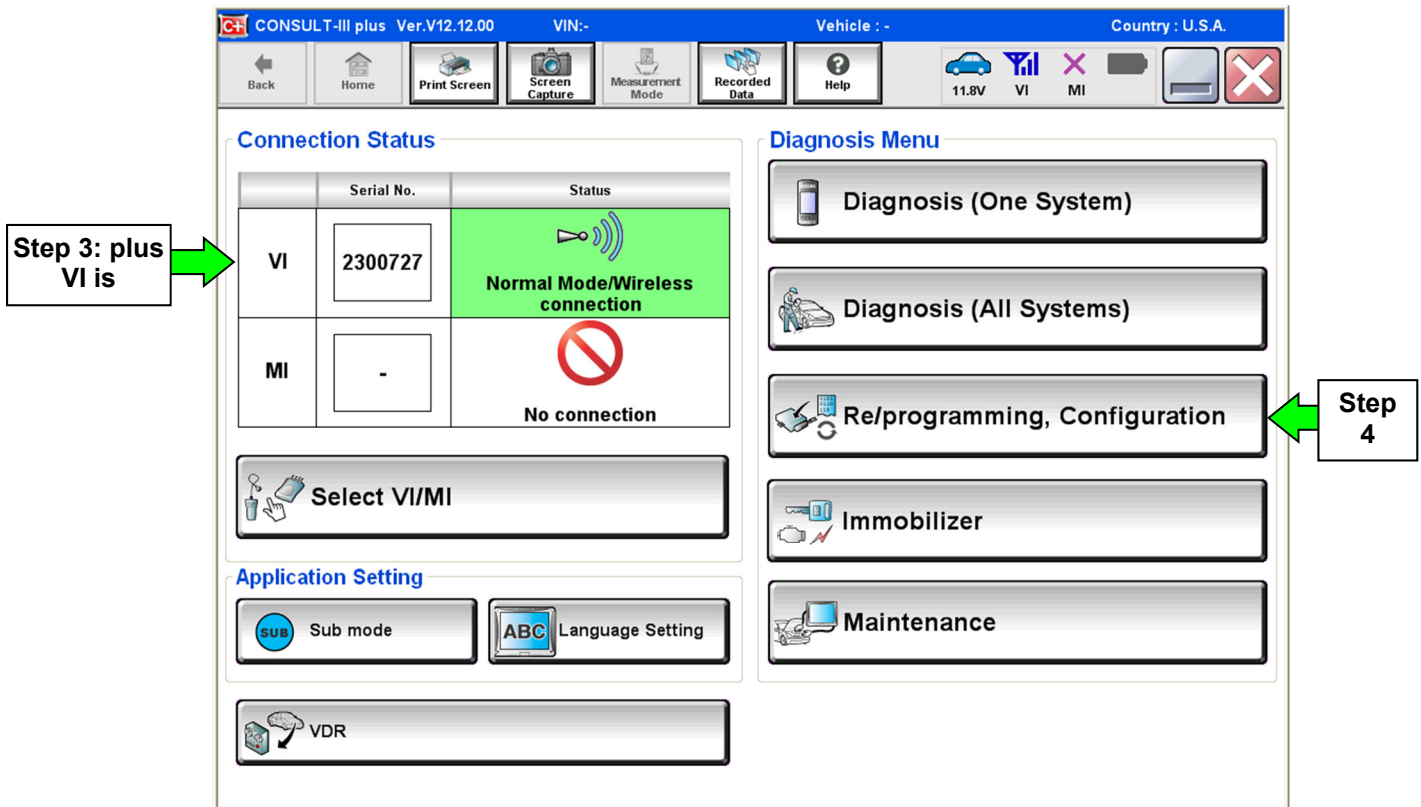 C+ CONSULT-III plus Ver.V12.12.00 VIN:- Vehicle : - Country : U.S.A.
Back
Home
Print Screen
Screen
Capture
Measurement
Mode
Recorded
Data
Help
11.8V
VI
MI
Connection Status
Serial No.
Status
Step 3: plus
VI is
VI
2300727
Normal Mode/Wireless
connection
MI
-
No connection
Select VI/MI
Application Setting
SUB
Sub mode
ABC
Language Setting
VDR
Diagnosis Menu
Diagnosis (One System)
Diagnosis (All Systems)
Re/programming, Configuration
Step
4
Immobilizer
Maintenance